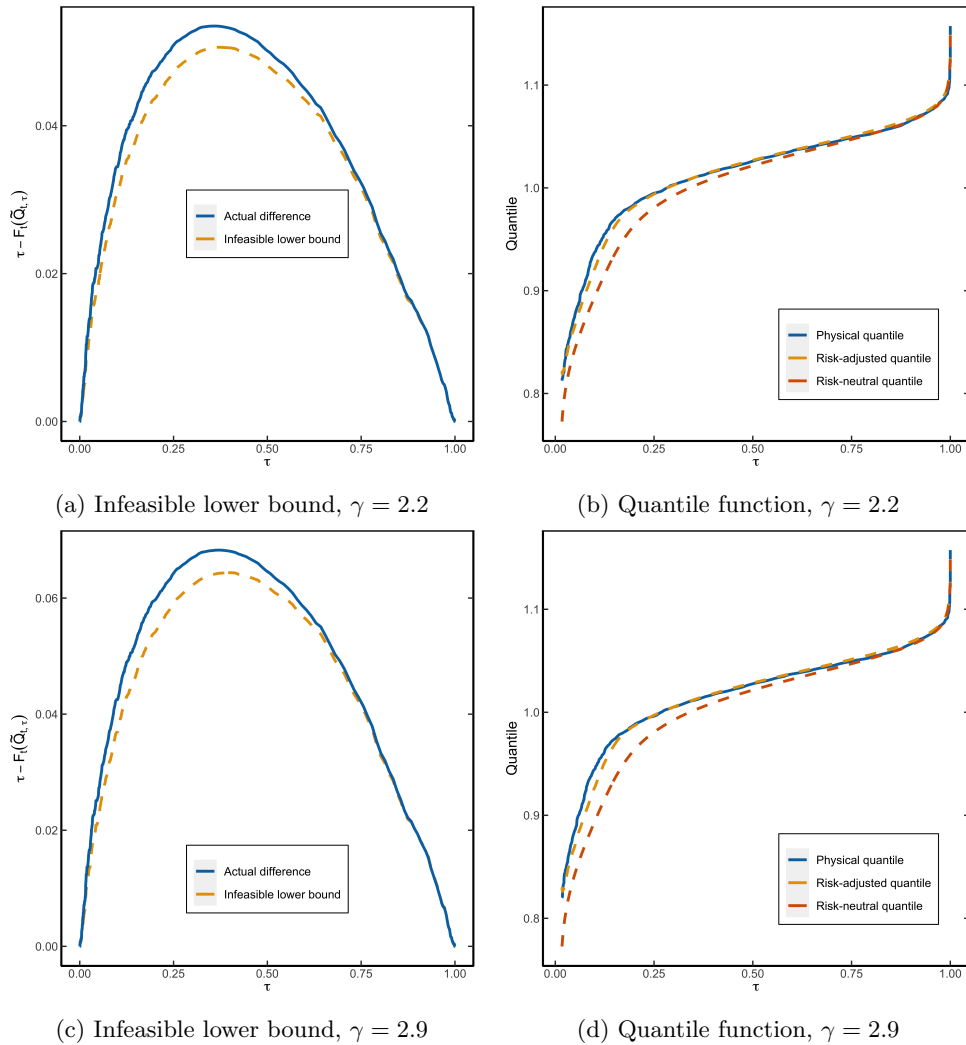 τ − Fₜ(Q̃ₜ,τ)
0.04
0.02
0.00
Actual difference
Infeasible lower bound
0.00 0.25 0.50 0.75 1.00
τ
Quantile
1.1
1.0
0.9
0.8
Physical quantile
Risk-adjusted quantile
Risk-neutral quantile
0.00 0.25 0.50 0.75 1.00
τ
(a) Infeasible lower bound, γ = 2.2
(b) Quantile function, γ = 2.2
τ − Fₜ(Q̃ₜ,τ)
0.06
0.04
0.02
0.00
Actual difference
Infeasible lower bound
0.00 0.25 0.50 0.75 1.00
τ
Quantile
1.1
1.0
0.9
0.8
Physical quantile
Risk-adjusted quantile
Risk-neutral quantile
0.00 0.25 0.50 0.75 1.00
τ
(c) Infeasible lower bound, γ = 2.9
(d) Quantile function, γ = 2.9